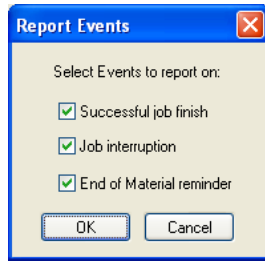 Report Events
Select Events to report on:
Successful job finish
Job interruption
End of Material reminder
OK Cancel